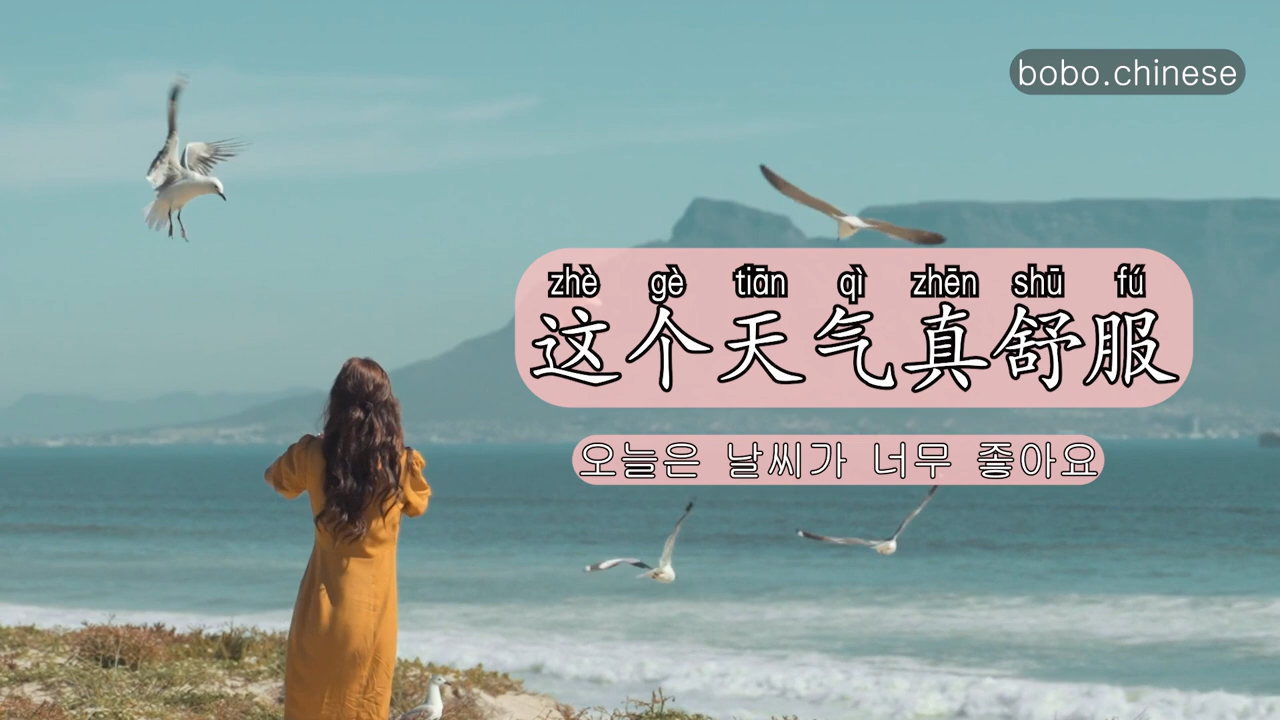 bobo.chinese
zhè gè tiān qì zhēn shū fú
这个天气真舒服
오늘은 날씨가 너무 좋아요